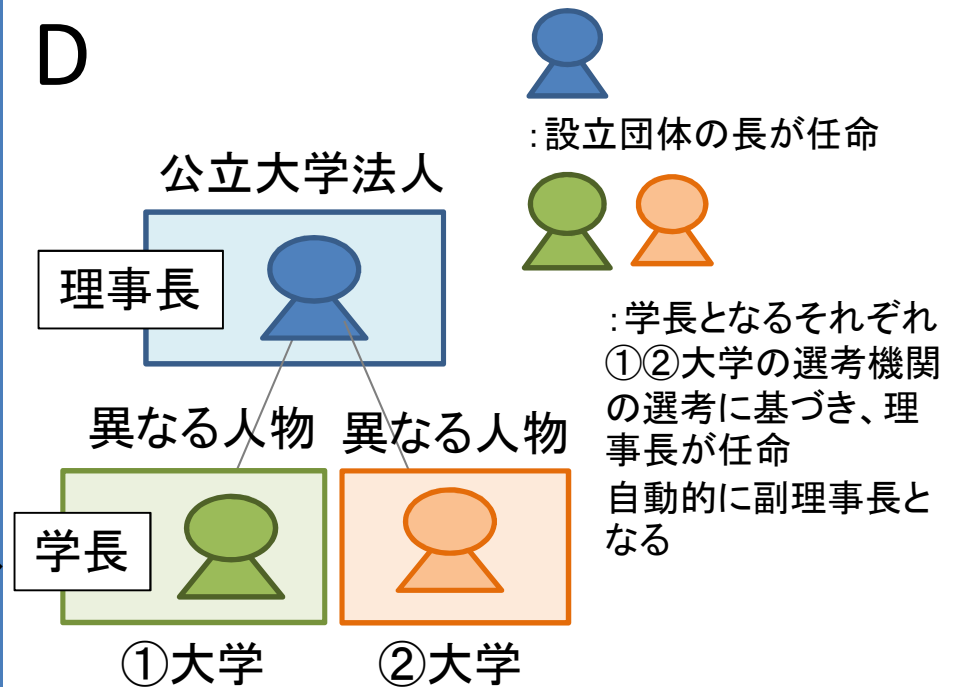 D
:設立団体の長が任命
公立大学法人
理事長
:学長となるそれぞれ
①②大学の選考機関
の選考に基づき、理
事長が任命
自動的に副理事長と
なる
異なる人物
異なる人物
学長
①大学
②大学